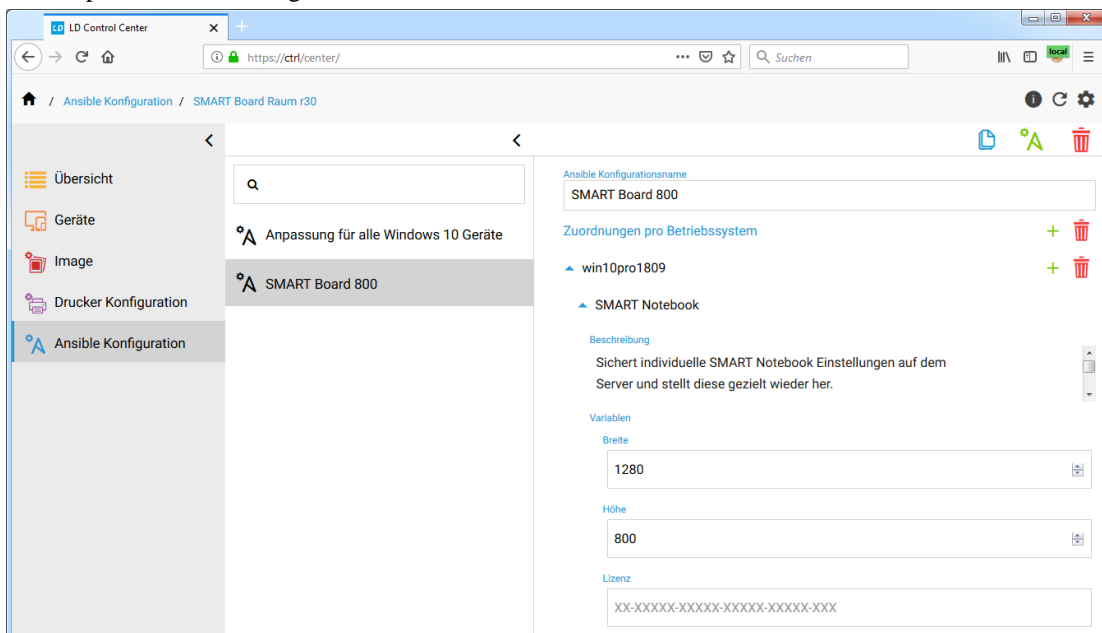 LD LD Control Center
https://ctrl/center/
Suchen
local
/ Ansible Konfiguration / SMART Board Raum r30
Übersicht
Geräte
Image
Drucker Konfiguration
Ansible Konfiguration
Anpassung für alle Windows 10 Geräte
SMART Board 800
Ansible Konfigurationsname
SMART Board 800
Zuordnungen pro Betriebssystem
win10pro1809
SMART Notebook
Beschreibung
Sichert individuelle SMART Notebook Einstellungen auf dem
Server und stellt diese gezielt wieder her.
Variablen
Breite
1280
Höhe
800
Lizenz
XX-XXXXX-XXXXX-XXXXX-XXXXX-XXX